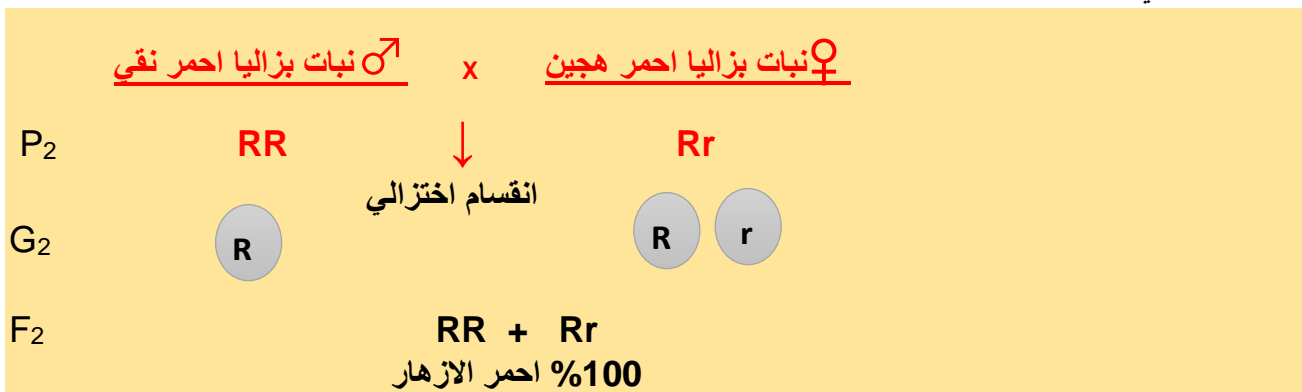 ♀نبات بزاليا احمر هجين x ♂ نبات بزاليا احمر نقي
P₂ RR ↓ Rr
انقسام اختزالي
G₂ R R r
F₂ RR + Rr
%100 احمر الازهار